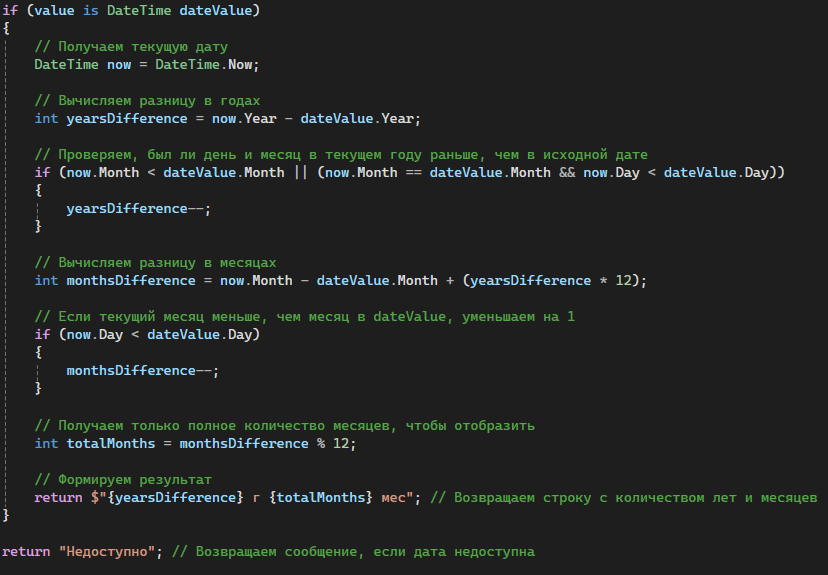 if (value is DateTime dateValue)
{
// Получаем текущую дату
DateTime now = DateTime.Now;
// Вычисляем разницу в годах
int yearsDifference = now.Year - dateValue.Year;
// Проверяем, был ли день и месяц в текущем году раньше, чем в исходной дате
if (now.Month < dateValue.Month || (now.Month == dateValue.Month && now.Day < dateValue.Day))
{
yearsDifference--;
}
// Вычисляем разницу в месяцах
int monthsDifference = now.Month - dateValue.Month + (yearsDifference * 12);
// Если текущий месяц меньше, чем месяц в dateValue, уменьшаем на 1
if (now.Day < dateValue.Day)
{
monthsDifference--;
}
// Получаем только полное количество месяцев, чтобы отобразить
int totalMonths = monthsDifference % 12;
// Формируем результат
return $"{yearsDifference} г {totalMonths} мес"; // Возвращаем строку с количеством лет и месяцев
}
return "Недоступно"; // Возвращаем сообщение, если дата недоступна